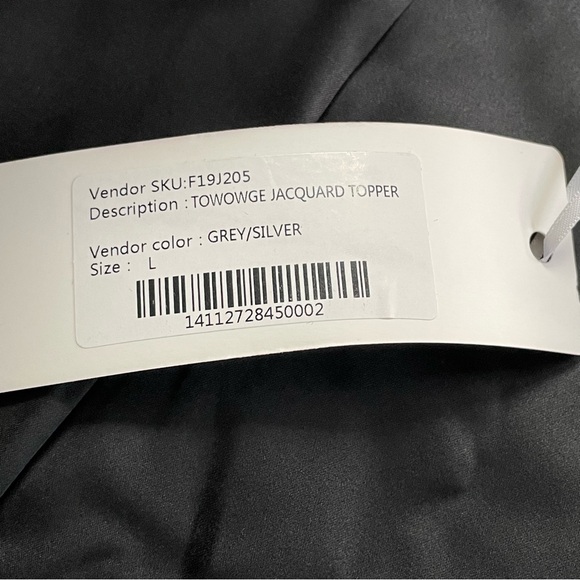 Vendor SKU:F19J205
Description : TOWOWGE JACQUARD TOPPER
Vendor color : GREY/SILVER
Size : L
14112728450002